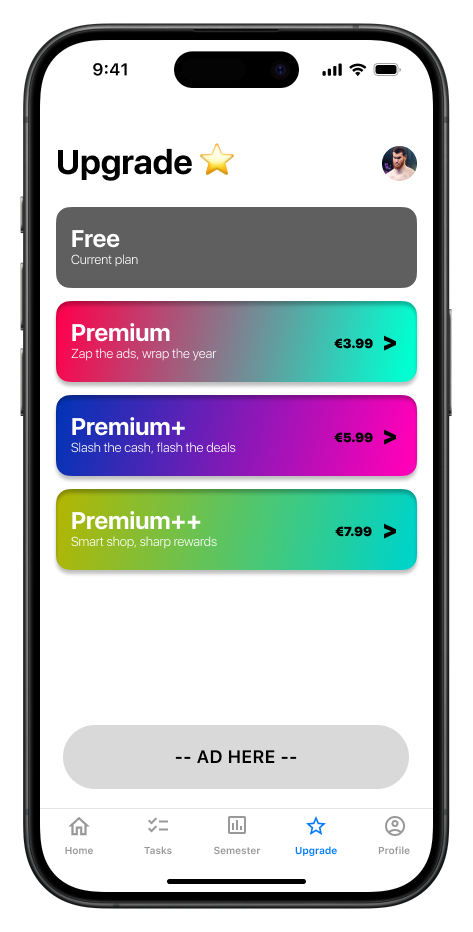 9:41
Upgrade ⭐
Free
Current plan
Premium
Zap the ads, wrap the year
€3.99 >
Premium+
Slash the cash, flash the deals
€5.99 >
Premium++
Smart shop, sharp rewards
€7.99 >
-- AD HERE --
Home Tasks Semester Upgrade Profile